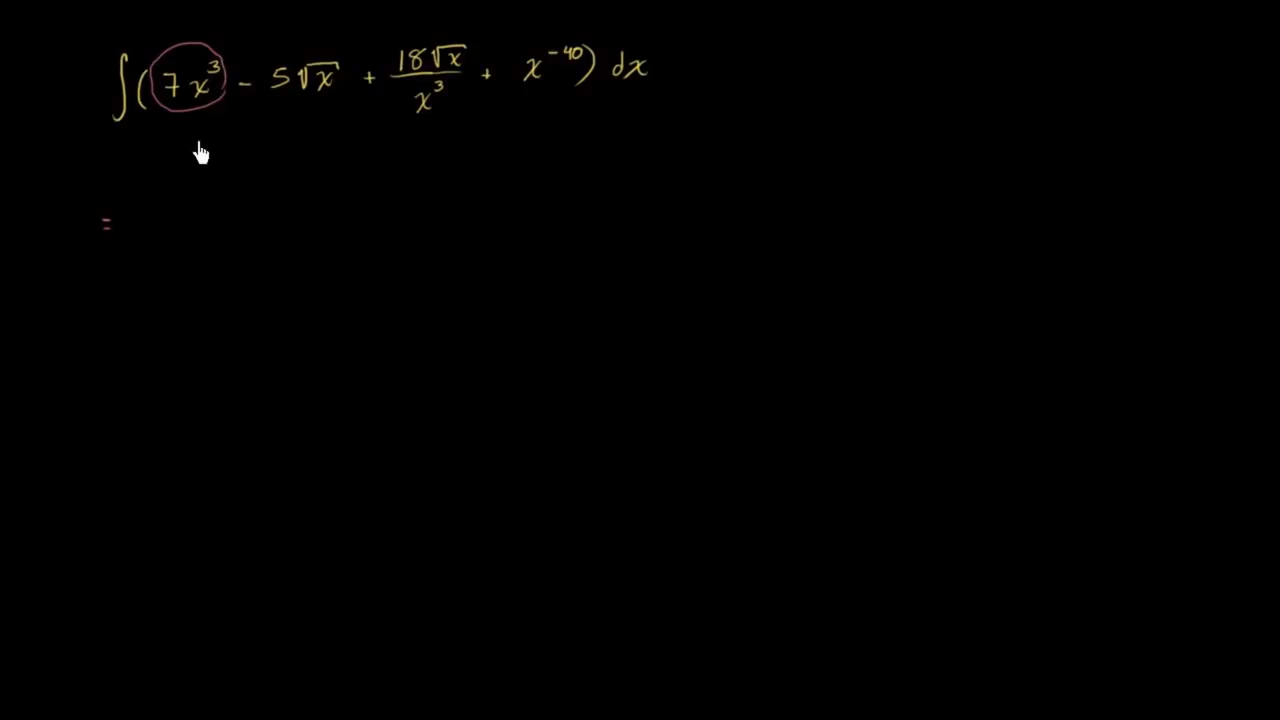 ∫(7x³ - 5√x + 18√x/x³ + x⁻⁴⁰) dx
=